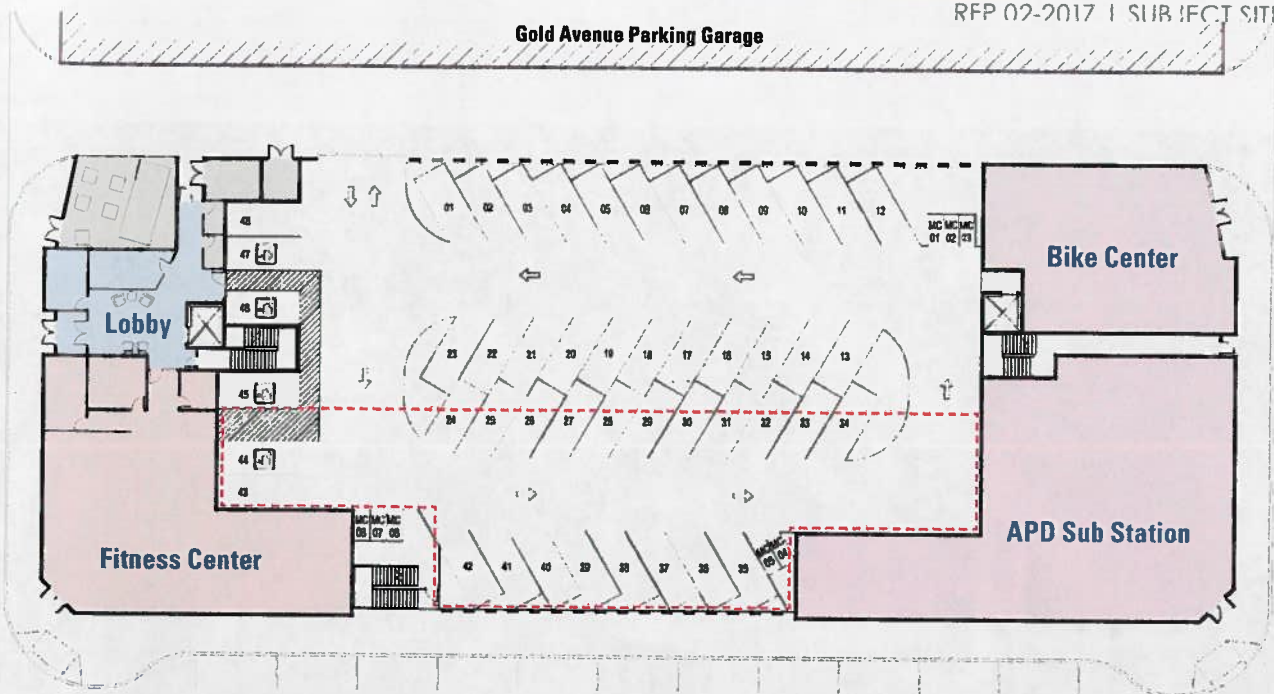 RFP 02-2017 | SUBJECT SITE
Gold Avenue Parking Garage
01 02 03 04 05 06 07 08 09 10 11 12
48
MC MC MC
01 02 03
47
Bike Center
46
Lobby
23 22 21 20 19 18 17 16 15 14 13
45
24 25 26 27 28 29 30 31 32 33 34
44
43
MC MC MC
06 07 08
APD Sub Station
Fitness Center
MC MC
05 04
42 41 40 39 38 37 36 35